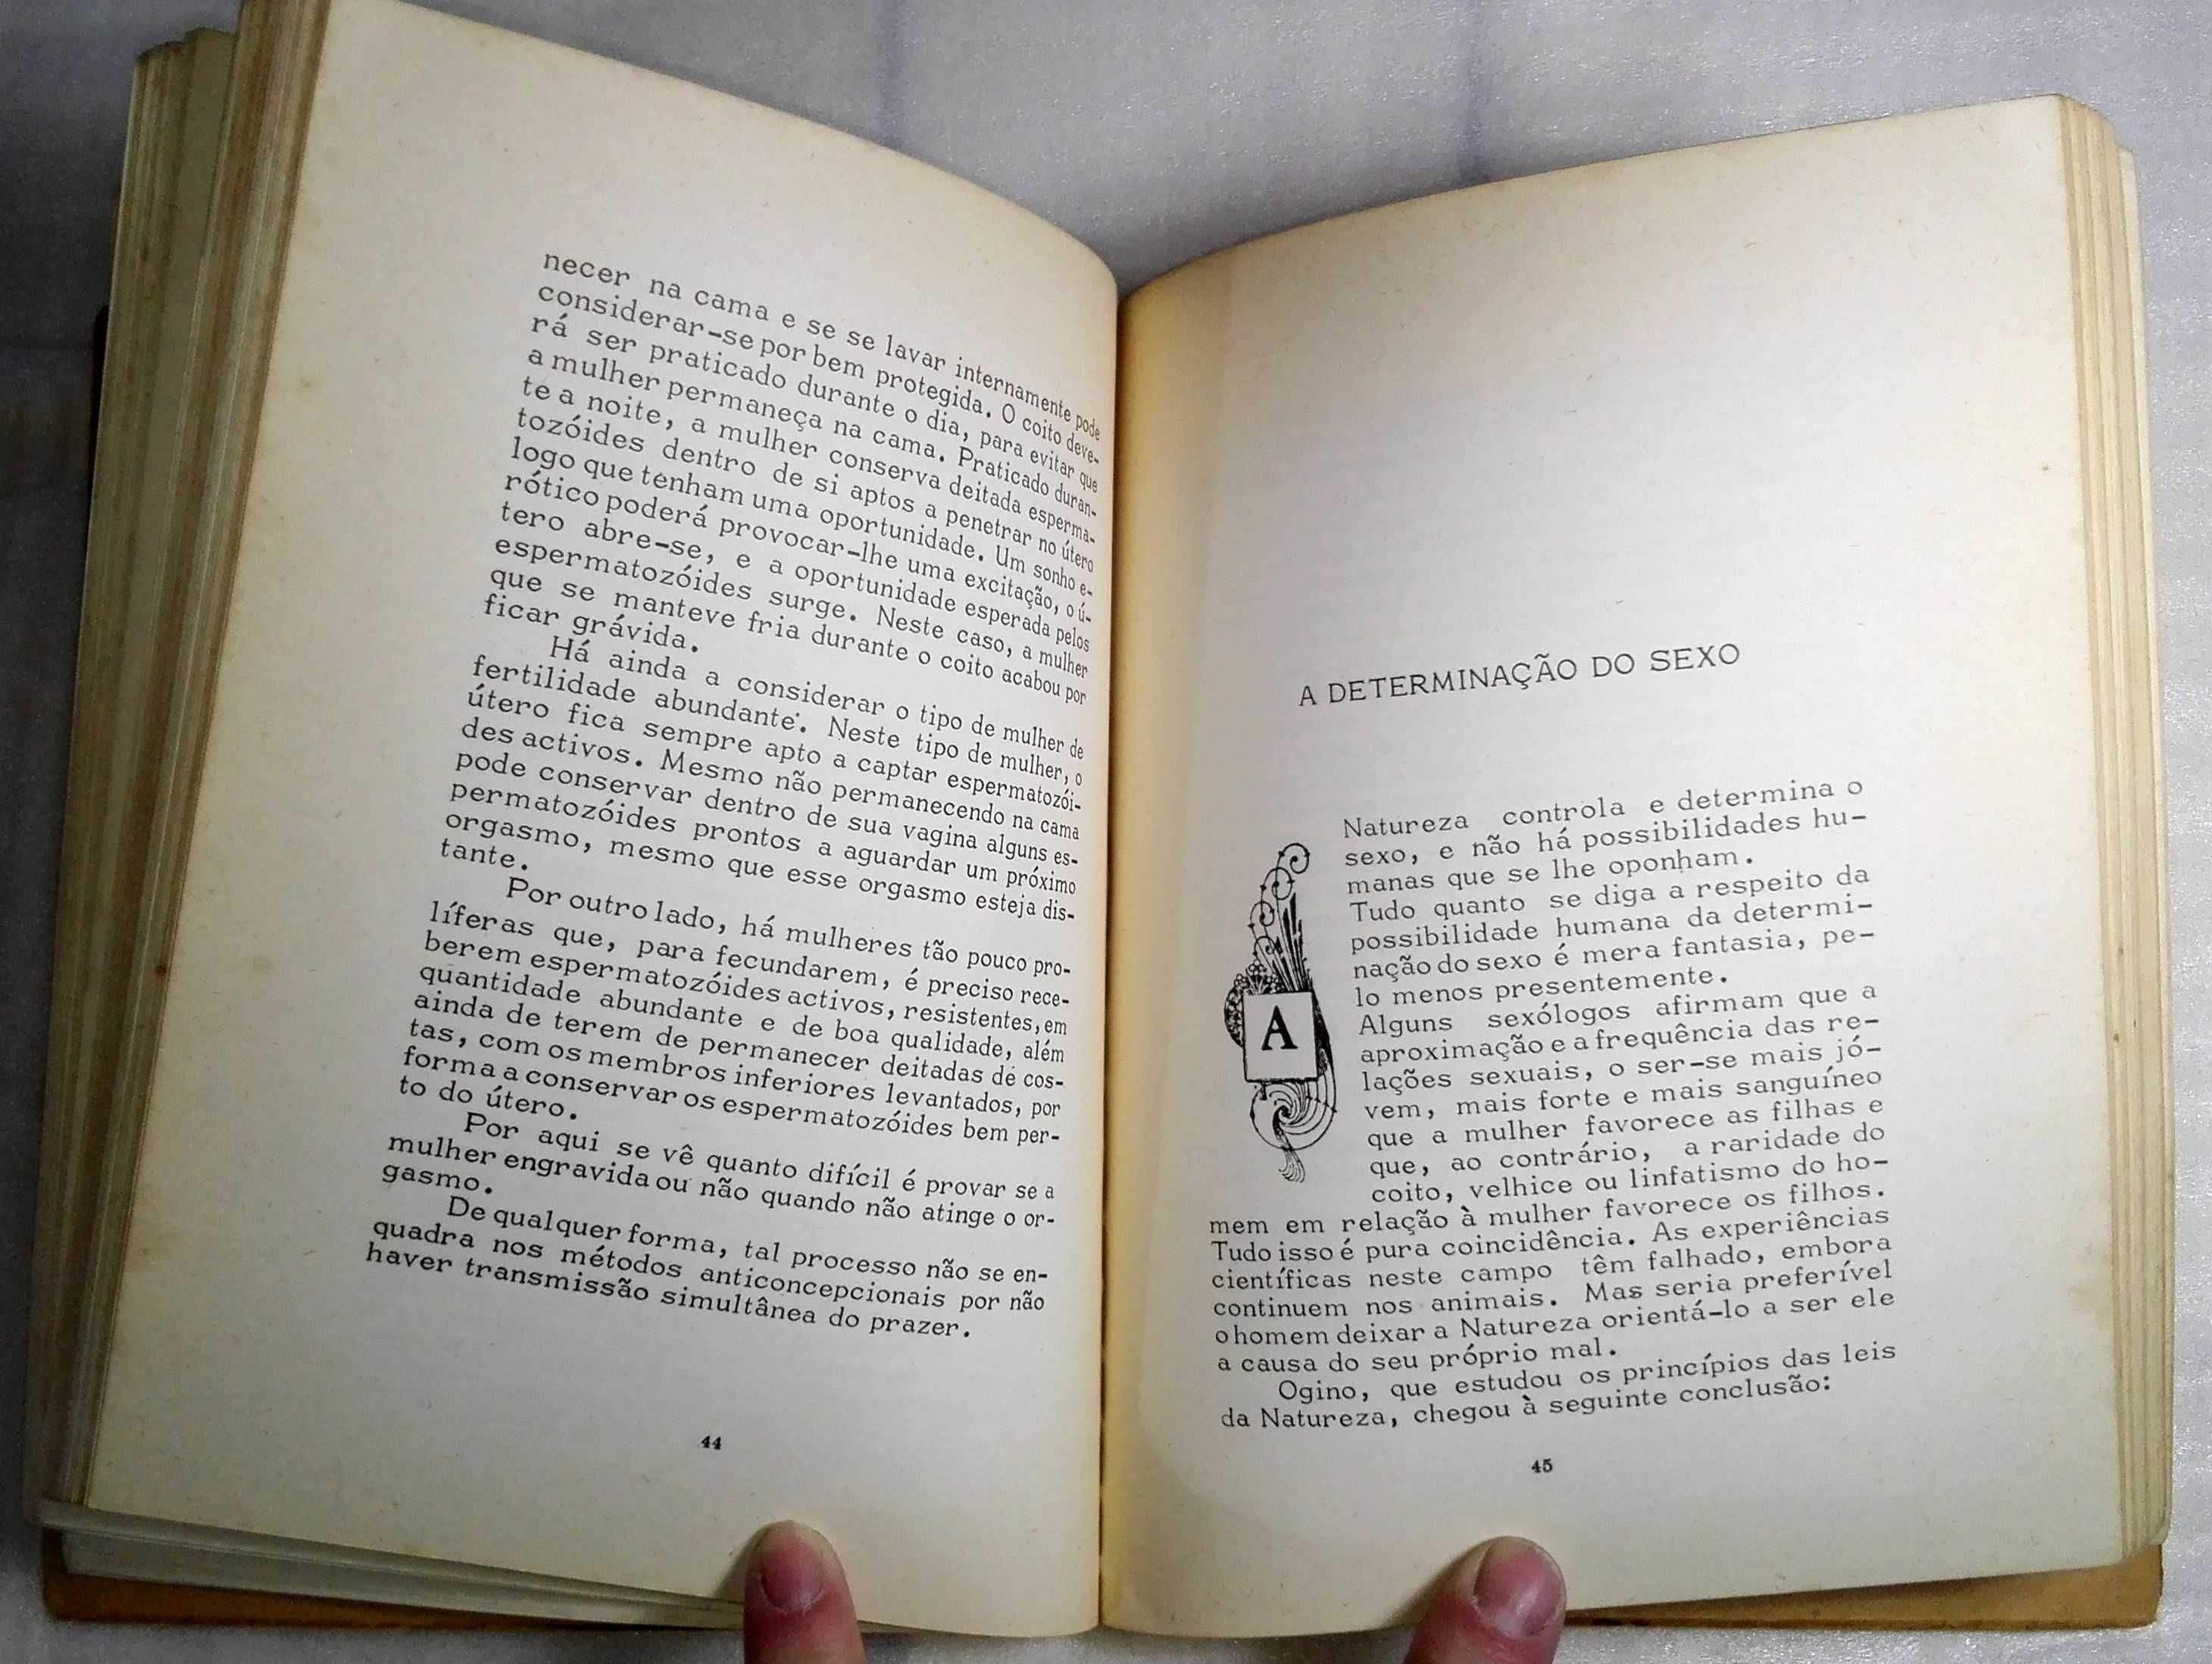 necer na cama e se se lavar internamente pode
considerar-se por bem protegida. O coito deve-
rá ser praticado durante o dia, para evitar que
a mulher permaneça na cama. Praticado duran-
te a noite, a mulher conserva deitada esperma-
tozóides dentro de si aptos a penetrar no útero
logo que tenham uma oportunidade. Um sonho e-
rótico poderá provocar-lhe uma excitação, o ú-
tero abre-se, e a oportunidade esperada pelos
espermatozóides surge. Neste caso, a mulher
que se manteve fria durante o coito acabou por
ficar grávida.
Há ainda a considerar o tipo de mulher de
fertilidade abundante. Neste tipo de mulher, o
útero fica sempre apto a captar espermatozói-
des activos. Mesmo não permanecendo na cama
pode conservar dentro de sua vagina alguns es-
permatozóides prontos a aguardar um próximo
orgasmo, mesmo que esse orgasmo esteja dis-
tante.
Por outro lado, há mulheres tão pouco pro-
líferas que, para fecundarem, é preciso rece-
berem espermatozóides activos, resistentes, em
quantidade abundante e de boa qualidade, além
ainda de terem de permanecer deitadas de cos-
tas, com os membros inferiores levantados, por
forma a conservar os espermatozóides bem per-
to do útero.
Por aqui se vê quanto difícil é provar se a
mulher engravida ou não quando não atinge o or-
gasmo.
De qualquer forma, tal processo não se en-
quadra nos métodos anticoncepcionais por não
haver transmissão simultânea do prazer.
44
A DETERMINAÇÃO DO SEXO
A
Natureza controla e determina o
sexo, e não há possibilidades hu-
manas que se lhe oponham.
Tudo quanto se diga a respeito da
possibilidade humana da determi-
nação do sexo é mera fantasia, pe-
lo menos presentemente.
Alguns sexólogos afirmam que a
aproximação e a frequência das re-
lações sexuais, o ser-se mais jó-
vem, mais forte e mais sanguíneo
que a mulher favorece as filhas e
que, ao contrário, a raridade do
coito, velhice ou linfatismo do ho-
mem em relação à mulher favorece os filhos.
Tudo isso é pura coincidência. As experiências
científicas neste campo têm falhado, embora
continuem nos animais. Mas seria preferível
o homem deixar a Natureza orientá-lo a ser ele
a causa do seu próprio mal.
Ogino, que estudou os princípios das leis
da Natureza, chegou à seguinte conclusão:
45